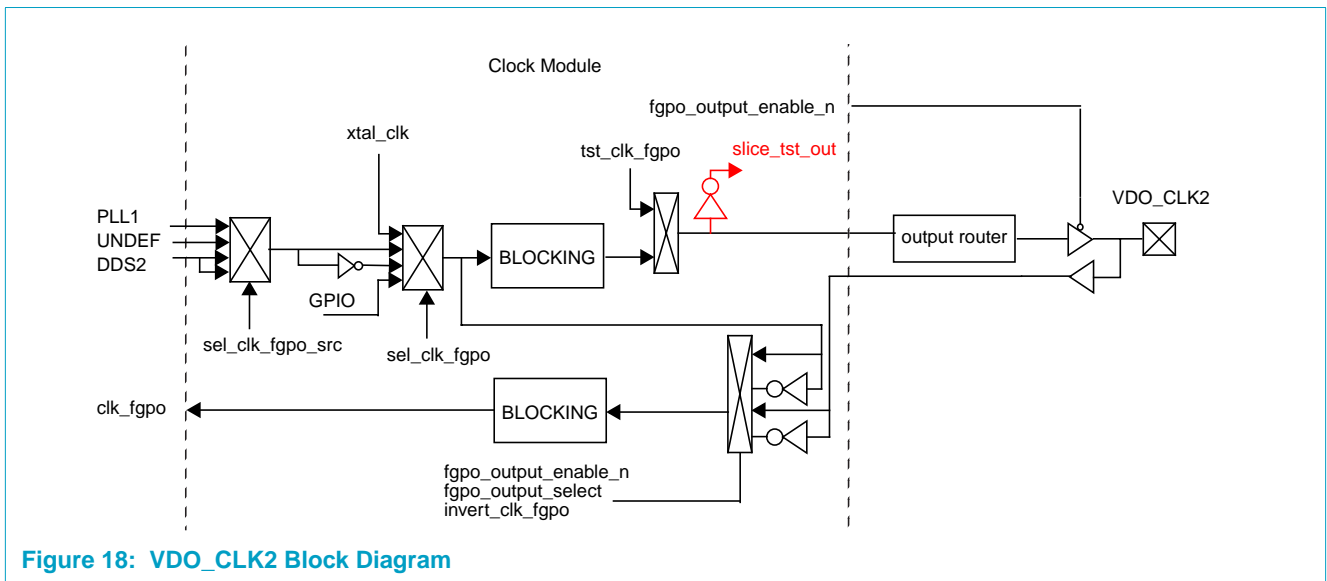 Clock Module
fgpo_output_enable_n
xtal_clk
tst_clk_fgpo
slice_tst_out
VDO_CLK2
PLL1
UNDEF
DDS2
BLOCKING
output router
GPIO
sel_clk_fgpo_src
sel_clk_fgpo
clk_fgpo
BLOCKING
fgpo_output_enable_n
fgpo_output_select
invert_clk_fgpo
Figure 18: VDO_CLK2 Block Diagram